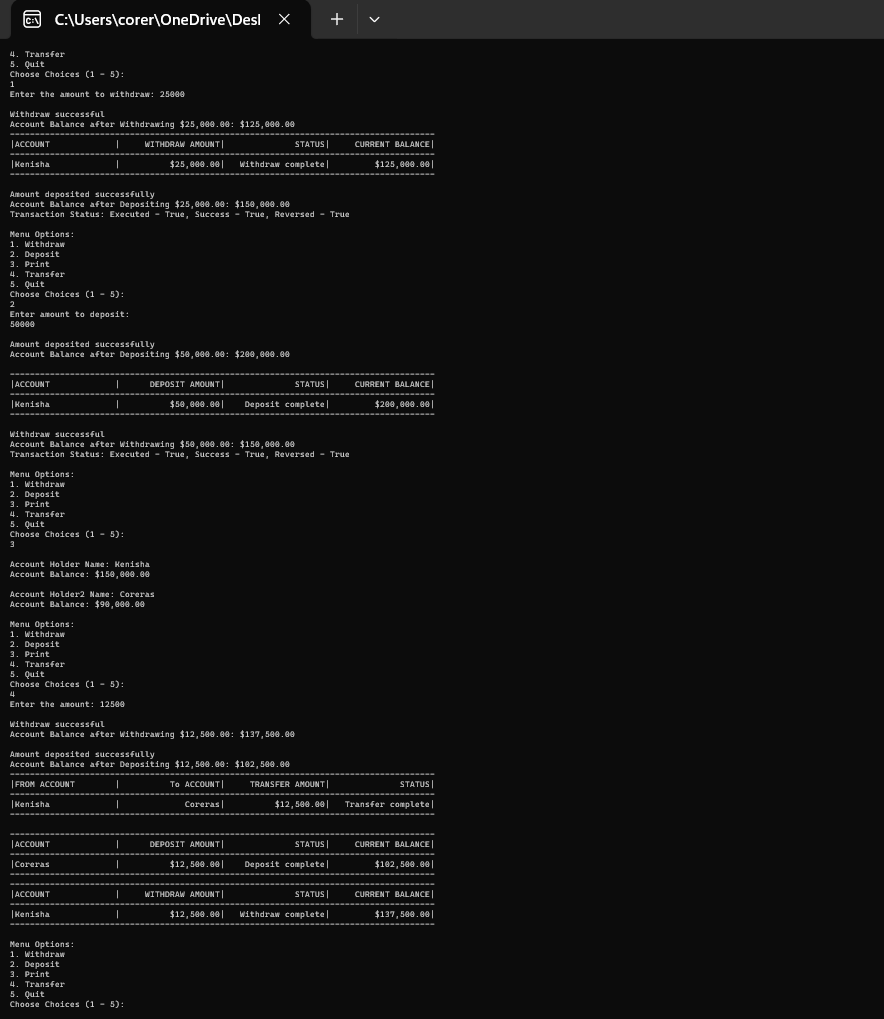 C:\Users\corer\OneDrive\Desl
4. Transfer
5. Quit
Choose Choices (1 - 5):
1
Enter the amount to withdraw: 25000
Withdraw successful
Account Balance after Withdrawing $25,000.00: $125,000.00
|ACCOUNT | WITHDRAW AMOUNT| STATUS| CURRENT BALANCE|
|Kenisha | $25,000.00| Withdraw complete| $125,000.00|
Amount deposited successfully
Account Balance after Depositing $25,000.00: $150,000.00
Transaction Status: Executed - True, Success - True, Reversed - True
Menu Options:
1. Withdraw
2. Deposit
3. Print
4. Transfer
5. Quit
Choose Choices (1 - 5):
2
Enter amount to deposit:
50000
Amount deposited successfully
Account Balance after Depositing $50,000.00: $200,000.00
|ACCOUNT | DEPOSIT AMOUNT| STATUS| CURRENT BALANCE|
|Kenisha | $50,000.00| Deposit complete| $200,000.00|
Withdraw successful
Account Balance after Withdrawing $50,000.00: $150,000.00
Transaction Status: Executed - True, Success - True, Reversed - True
Menu Options:
1. Withdraw
2. Deposit
3. Print
4. Transfer
5. Quit
Choose Choices (1 - 5):
3
Account Holder Name: Kenisha
Account Balance: $150,000.00
Account Holder2 Name: Coreras
Account Balance: $90,000.00
Menu Options:
1. Withdraw
2. Deposit
3. Print
4. Transfer
5. Quit
Choose Choices (1 - 5):
4
Enter the amount: 12500
Withdraw successful
Account Balance after Withdrawing $12,500.00: $137,500.00
Amount deposited successfully
Account Balance after Depositing $12,500.00: $102,500.00
|FROM ACCOUNT | To ACCOUNT| TRANSFER AMOUNT| STATUS|
|Kenisha | Coreras| $12,500.00| Transfer complete|
|ACCOUNT | DEPOSIT AMOUNT| STATUS| CURRENT BALANCE|
|Coreras | $12,500.00| Deposit complete| $102,500.00|
|ACCOUNT | WITHDRAW AMOUNT| STATUS| CURRENT BALANCE|
|Kenisha | $12,500.00| Withdraw complete| $137,500.00|
Menu Options:
1. Withdraw
2. Deposit
3. Print
4. Transfer
5. Quit
Choose Choices (1 - 5):